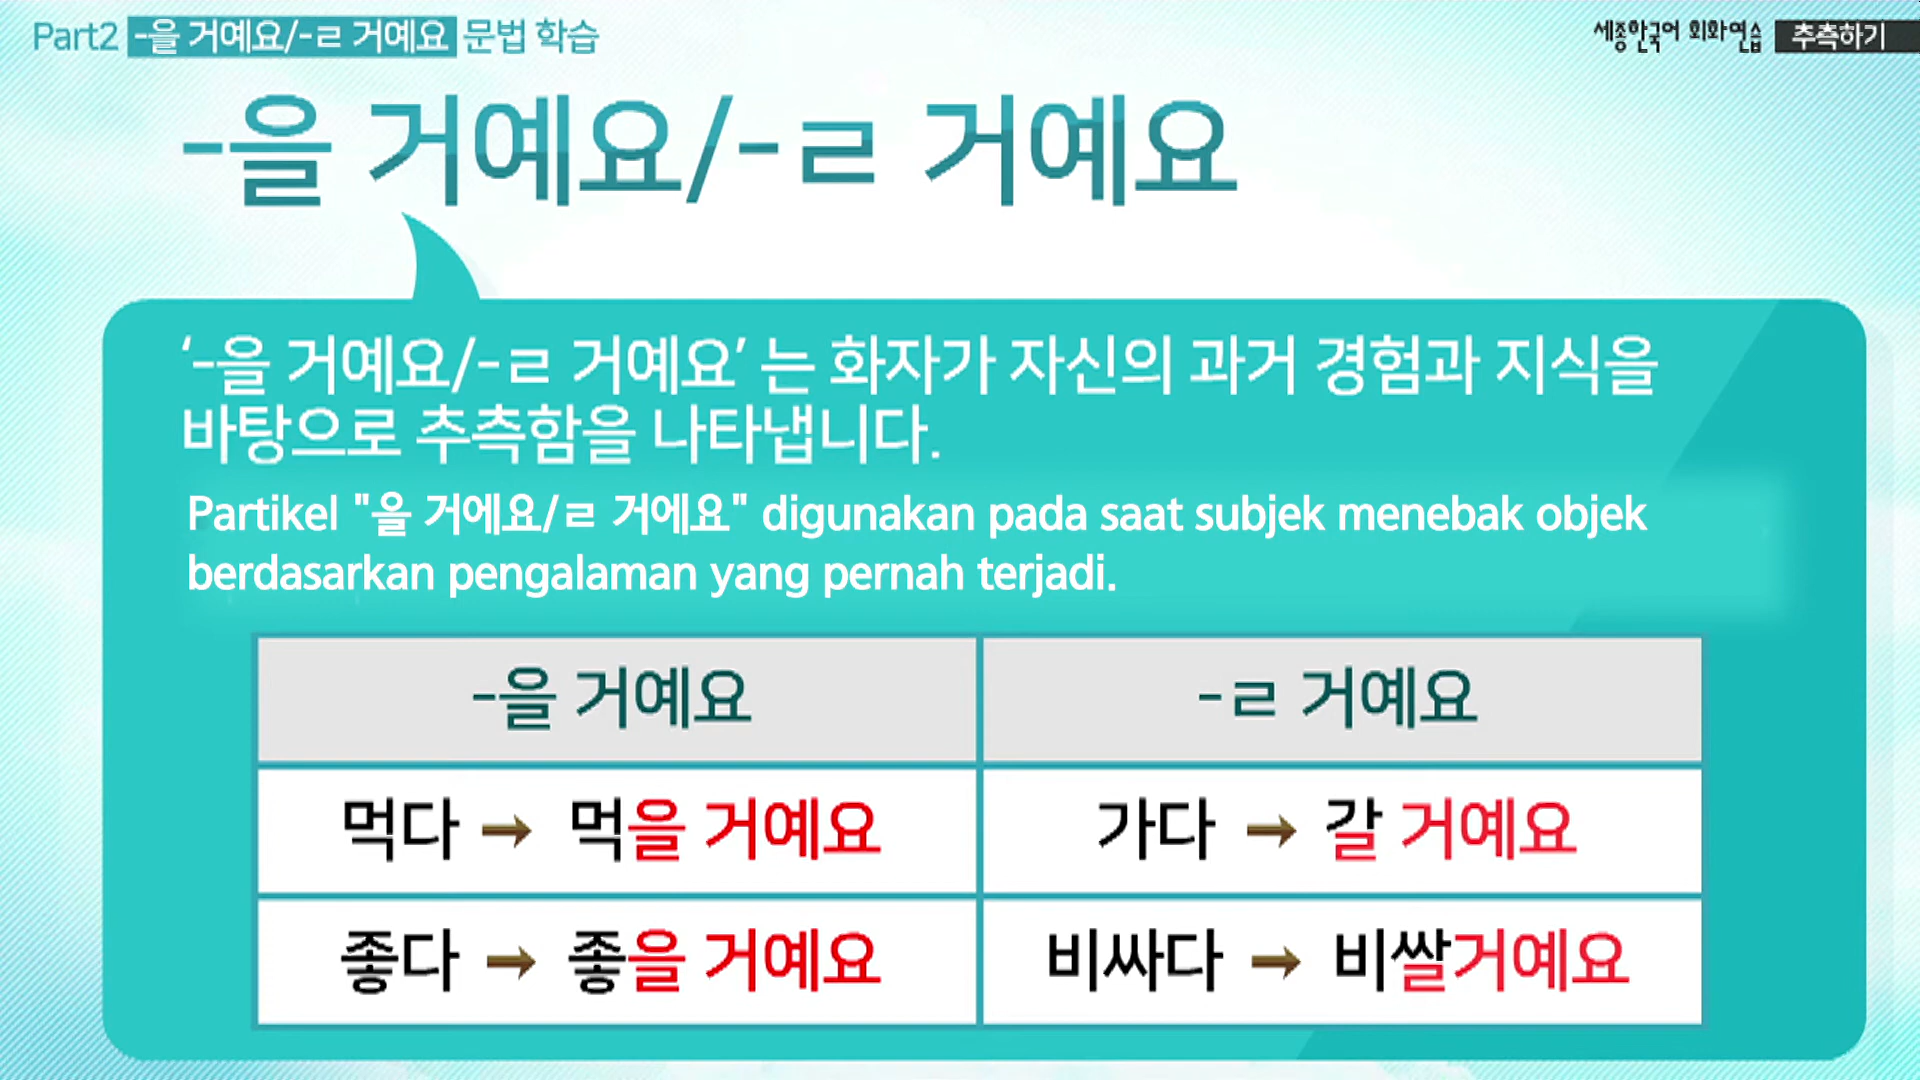 Part2 -을 거예요/-ㄹ 거예요 문법 학습
세종한국어 회화연습 추측하기
-을 거예요/-ㄹ 거예요
‘-을 거예요/-ㄹ 거예요’ 는 화자가 자신의 과거 경험과 지식을
바탕으로 추측함을 나타냅니다.
Partikel "을 거에요/ㄹ 거에요" digunakan pada saat subjek menebak objek
berdasarkan pengalaman yang pernah terjadi.
-을 거예요
-ㄹ 거예요
먹다 → 먹을 거예요
가다 → 갈 거예요
좋다 → 좋을 거예요
비싸다 → 비쌀거예요